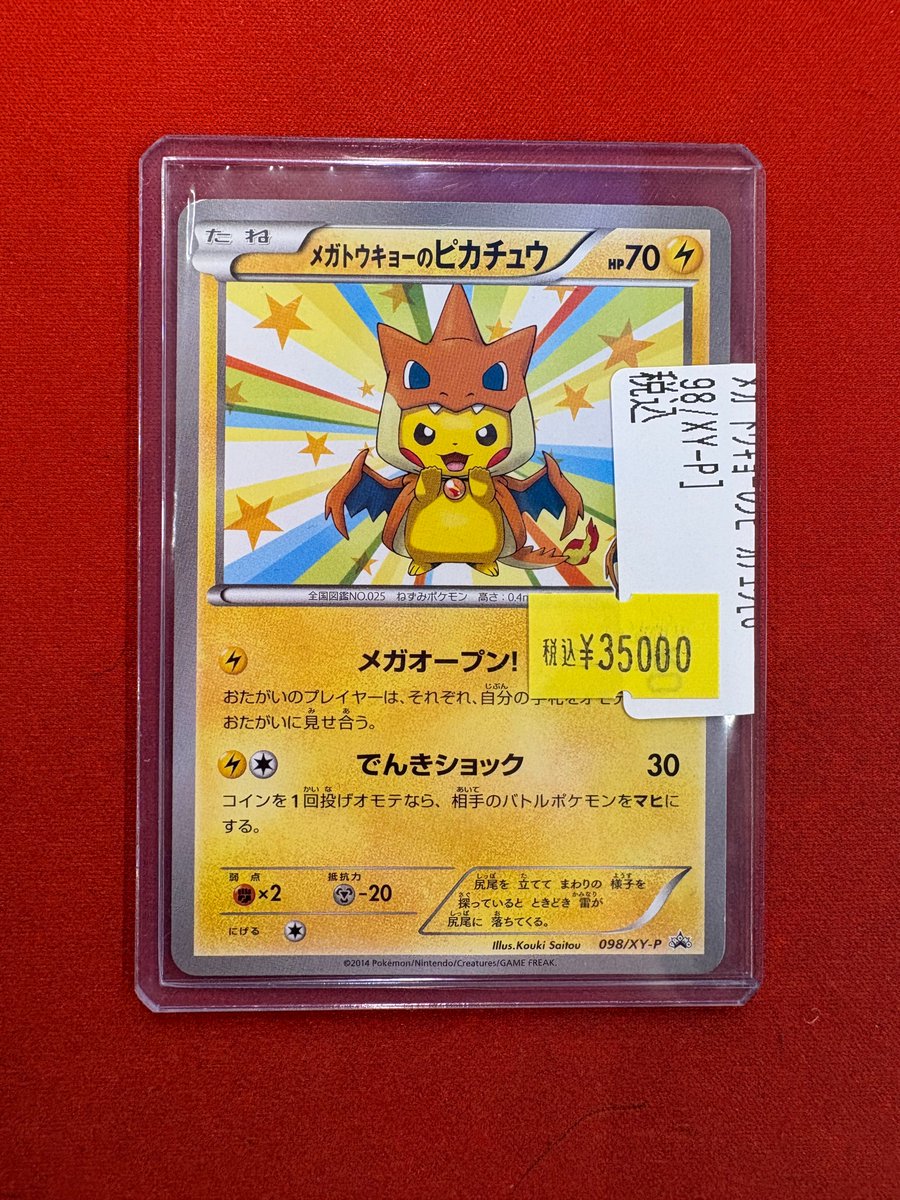 たね
メガトウキョーのピカチュウ
HP70
全国図鑑NO.025 ねずみポケモン 高さ:0.4m
98/XY-P]
税込
税込¥35000
メガオープン!
おたがいのプレイヤーは、それぞれ、自分の手札をオモテ
おたがいに見せ合う。
でんきショック 30
コインを1回投げオモテなら、相手のバトルポケモンをマヒに
する。
弱点 抵抗力
×2 -20
にげる
尻尾を 立てて まわりの 様子を
探っていると ときどき 雷が
尻尾に 落ちてくる。
Illus.Kouki Saitou 098/XY-P
©2014 Pokémon/Nintendo/Creatures/GAME FREAK.